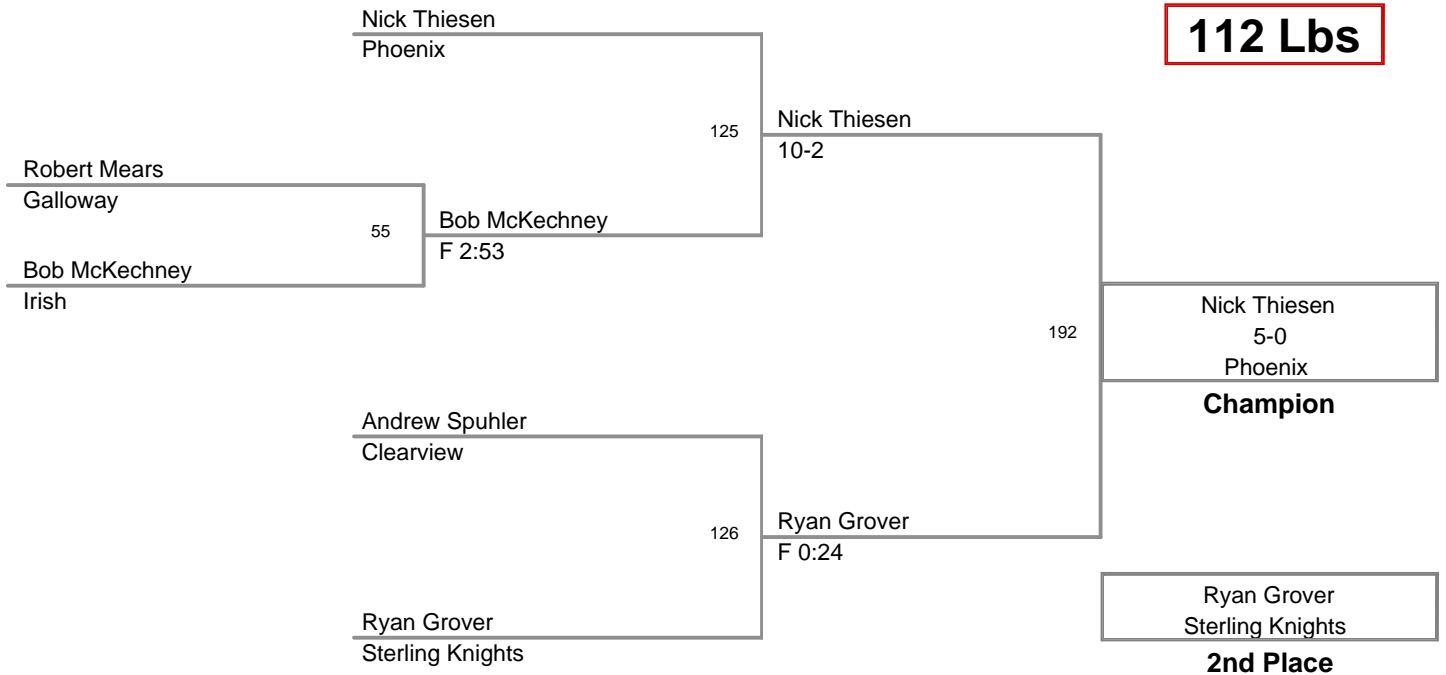 Nick Thiesen
Phoenix
112 Lbs
125
Nick Thiesen
10-2
Robert Mears
Galloway
55
Bob McKechney
F 2:53
Bob McKechney
Irish
192
Nick Thiesen
5-0
Phoenix
Champion
Andrew Spuhler
Clearview
126
Ryan Grover
F 0:24
Ryan Grover
Sterling Knights
Ryan Grover
Sterling Knights
2nd Place